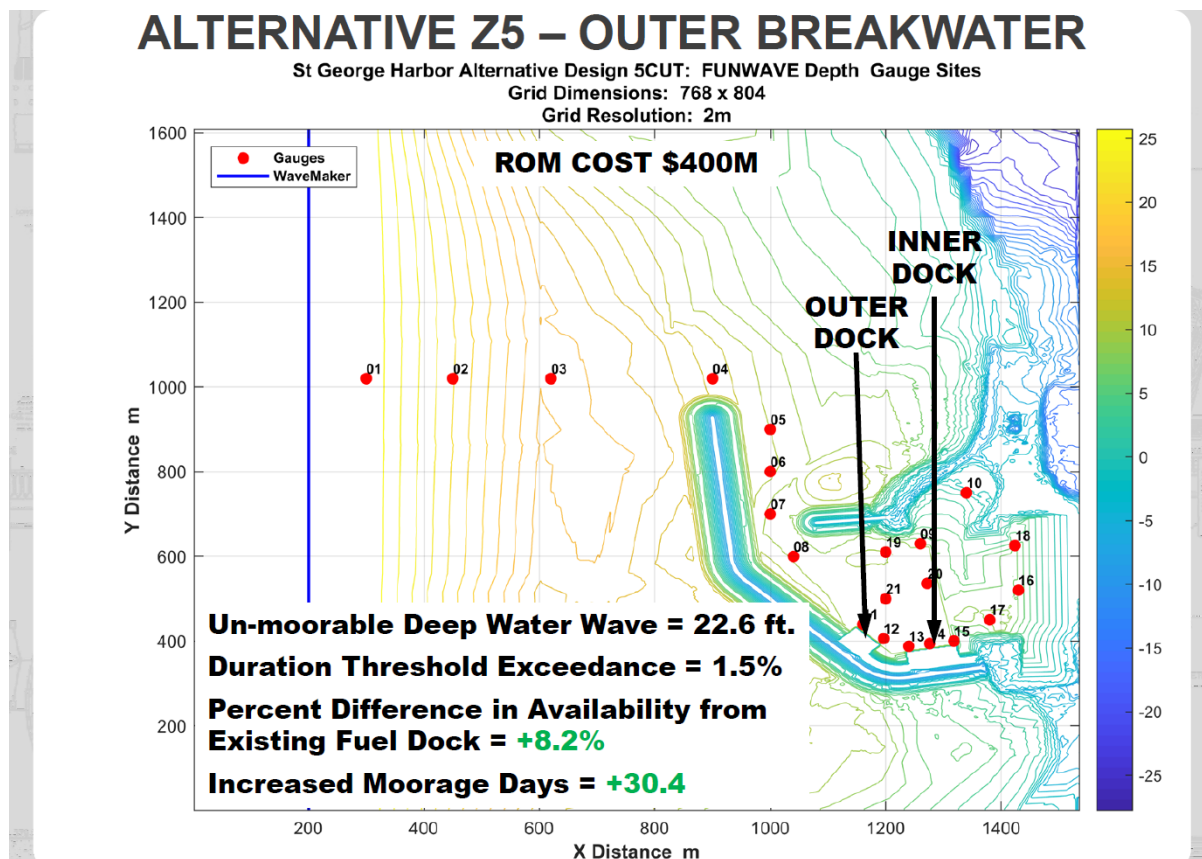 ALTERNATIVE Z5 – OUTER BREAKWATER
St George Harbor Alternative Design 5CUT: FUNWAVE Depth Gauge Sites
Grid Dimensions: 768 x 804
Grid Resolution: 2m
Gauges
WaveMaker
ROM COST $400M
INNER
DOCK
OUTER
DOCK
01
02
03
04
05
06
07
08
09
10
12
13
15
16
17
18
19
20
21
Un-moorable Deep Water Wave = 22.6 ft.
Duration Threshold Exceedance = 1.5%
Percent Difference in Availability from
Existing Fuel Dock = +8.2%
Increased Moorage Days = +30.4
Y Distance m
1600
1400
1200
1000
800
600
400
200
200
400
600
800
1000
1200
1400
X Distance m
25
20
15
10
5
0
-5
-10
-15
-20
-25